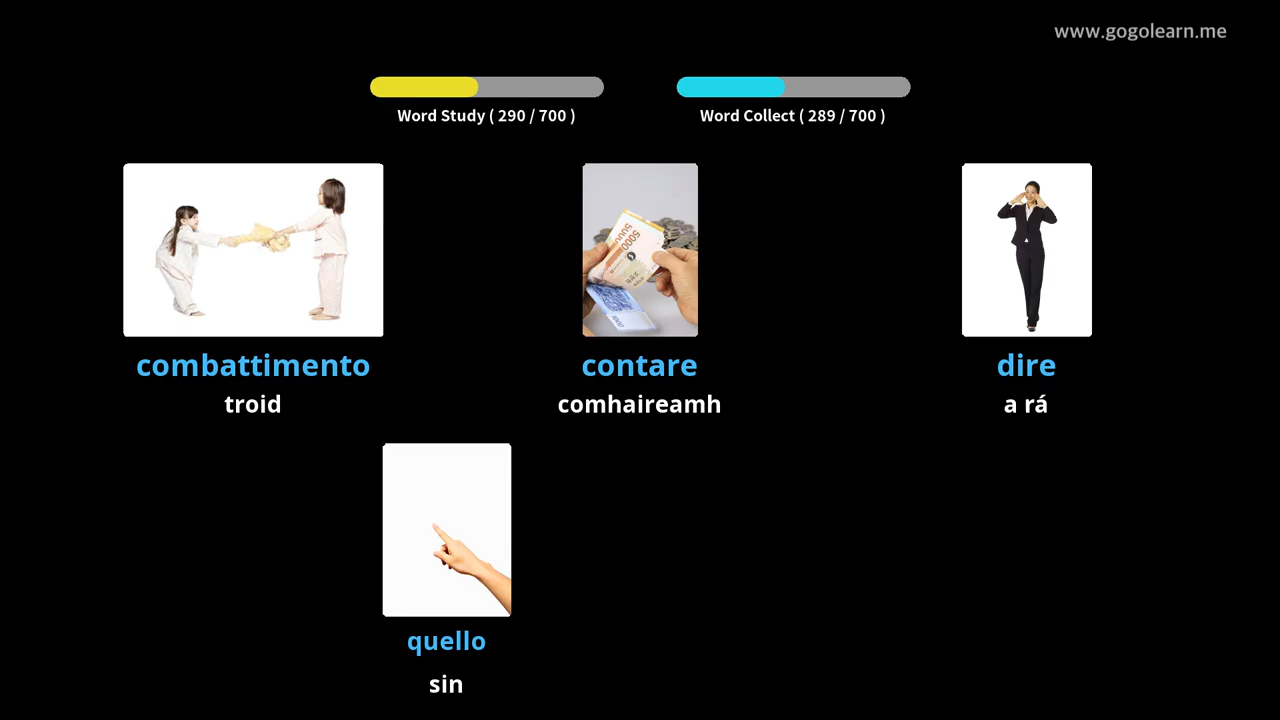 www.gogolearn.me
Word Study ( 290 / 700 )
Word Collect ( 289 / 700 )
combattimento
troid
contare
comhaireamh
dire
a rá
quello
sin